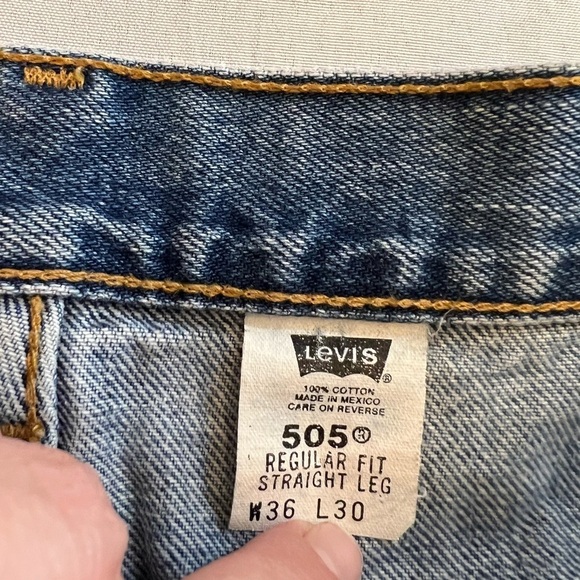 Levi's
®
100% COTTON
MADE IN MEXICO
CARE ON REVERSE
505®
REGULAR FIT
STRAIGHT LEG
W36 L30